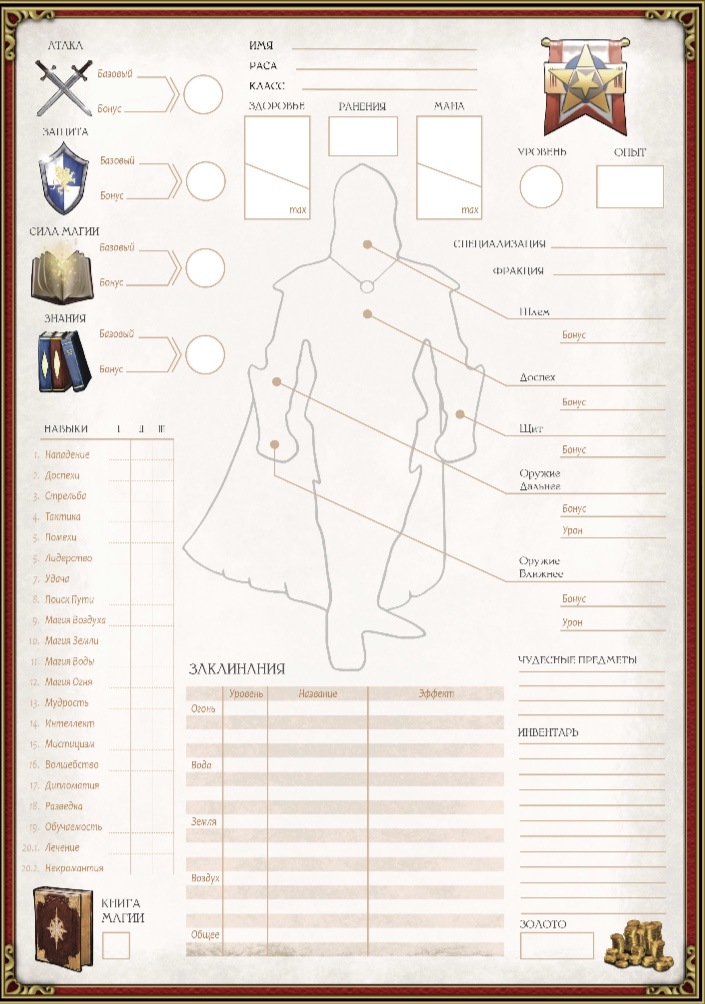 АТАКА
Базовый
Бонус
ЗАЩИТА
Базовый
Бонус
СИЛА МАГИИ
Базовый
Бонус
ЗНАНИЯ
Базовый
Бонус
ИМЯ
РАСА
КЛАСС
ЗДОРОВЬЕ РАНЕНИЯ МАНА
max max
УРОВЕНЬ ОПЫТ
СПЕЦИАЛИЗАЦИЯ
ФРАКЦИЯ
Шлем
Бонус
Доспех
Бонус
Щит
Бонус
Оружие
Дальнее
Бонус
Урон
Оружие
Ближнее
Бонус
Урон
НАВЫКИ I II III
1. Нападение
2. Доспехи
3. Стрельба
4. Тактика
5. Помехи
5. Лидерство
7. Удача
8. Поиск Пути
9. Магия Воздуха
10. Магия Земли
11. Магия Воды
12. Магия Огня
13. Мудрость
14. Интеллект
15. Мистицизм
16. Волшебство
17. Дипломатия
18. Разведка
19. Обучаемость
20.1. Лечение
20.2. Некромантия
КНИГА
МАГИИ
ЗАКЛИНАНИЯ
Уровень Название Эффект
Огонь
Вода
Земля
Воздух
Общее
ЧУДЕСНЫЕ ПРЕДМЕТЫ
ИНВЕНТАРЬ
ЗОЛОТО